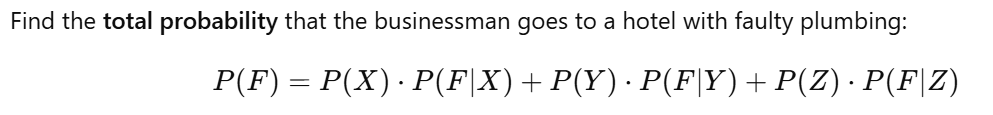 Find the total probability that the businessman goes to a hotel with faulty plumbing:
P(F) = P(X) · P(F|X) + P(Y) · P(F|Y) + P(Z) · P(F|Z)